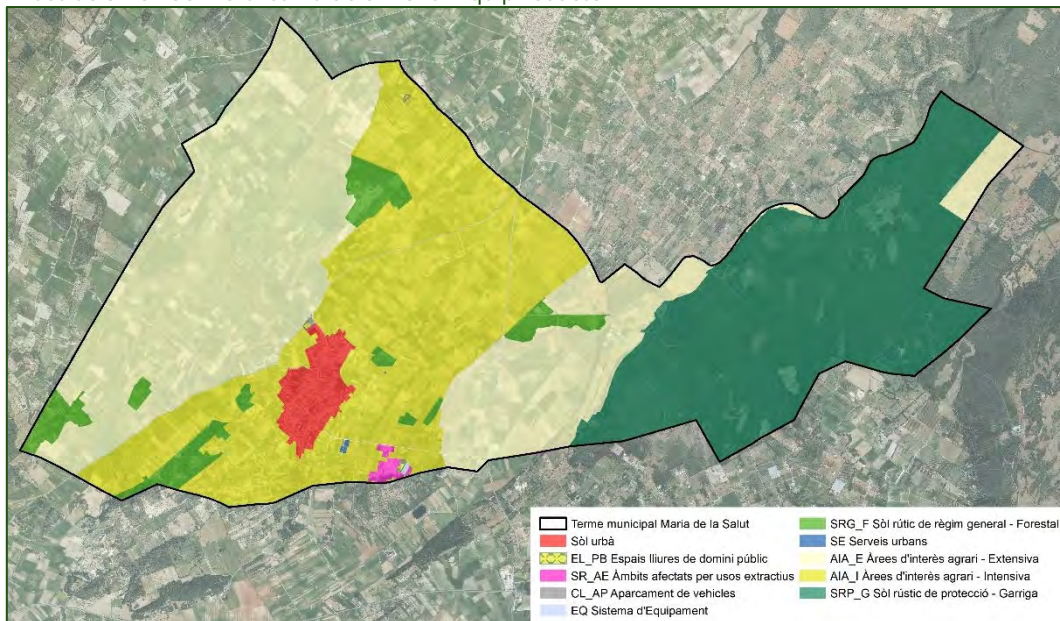 Terme municipal Maria de la Salut
Sòl urbà
EL_PB Espais lliures de domini públic
SR_AE Àmbits afectats per usos extractius
CL_AP Aparcament de vehicles
EQ Sistema d'Equipament
SRG_F Sòl rútic de règim general - Forestal
SE Serveis urbans
AIA_E Àrees d'interès agrari - Extensiva
AIA_I Àrees d'interès agrari - Intensiva
SRP_G Sòl rústic de protecció - Garriga